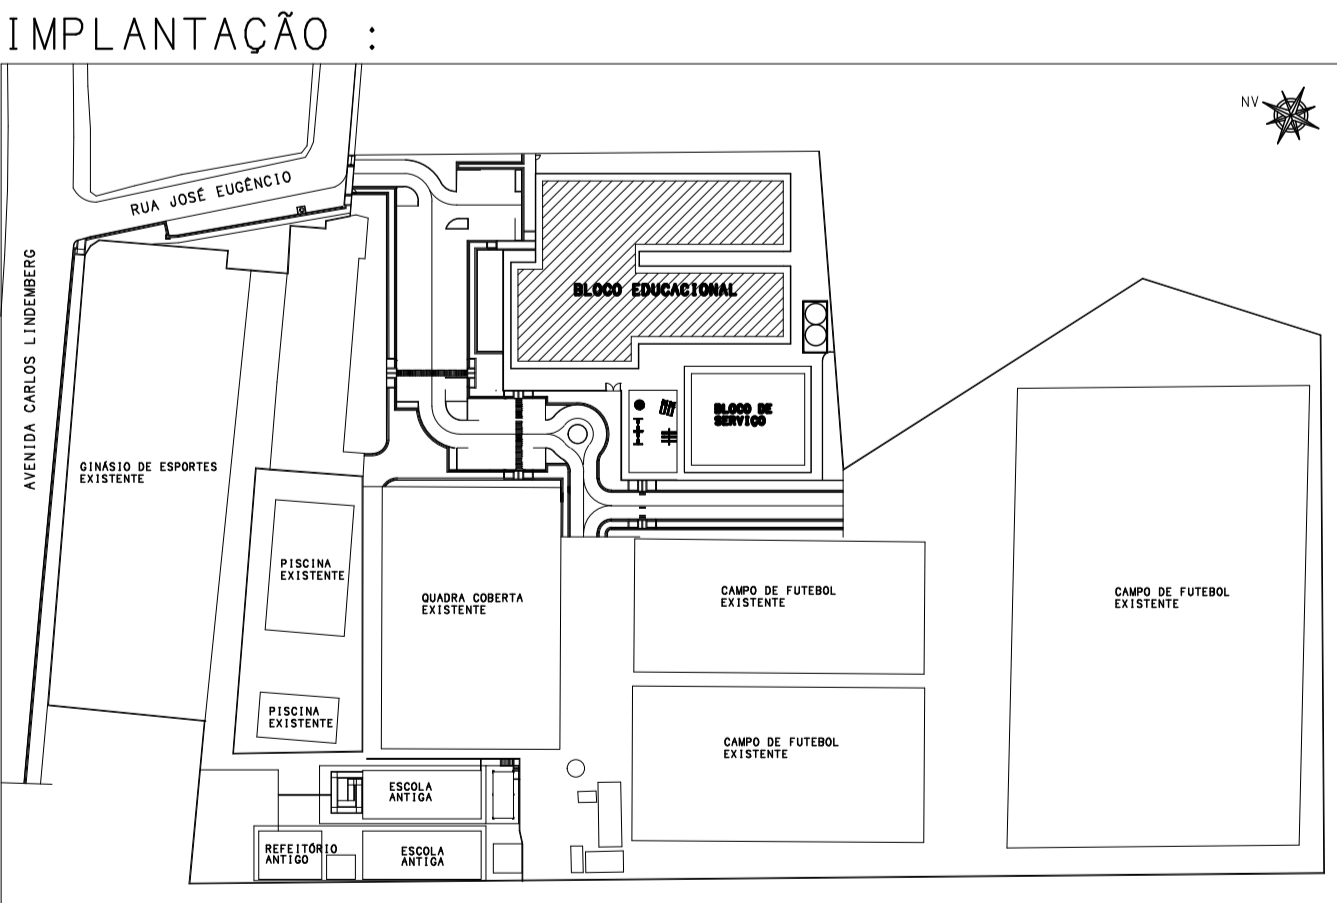 IMPLANTAÇÃO :
NV
RUA JOSÉ EUGÊNCIO
AVENIDA CARLOS LINDEMBERG
BLOCO EDUCACIONAL
BLOCO DE
SERVIÇO
GINÁSIO DE ESPORTES
EXISTENTE
PISCINA
EXISTENTE
QUADRA COBERTA
EXISTENTE
CAMPO DE FUTEBOL
EXISTENTE
CAMPO DE FUTEBOL
EXISTENTE
PISCINA
EXISTENTE
CAMPO DE FUTEBOL
EXISTENTE
ESCOLA
ANTIGA
REFEITÓRIO
ANTIGO
ESCOLA
ANTIGA